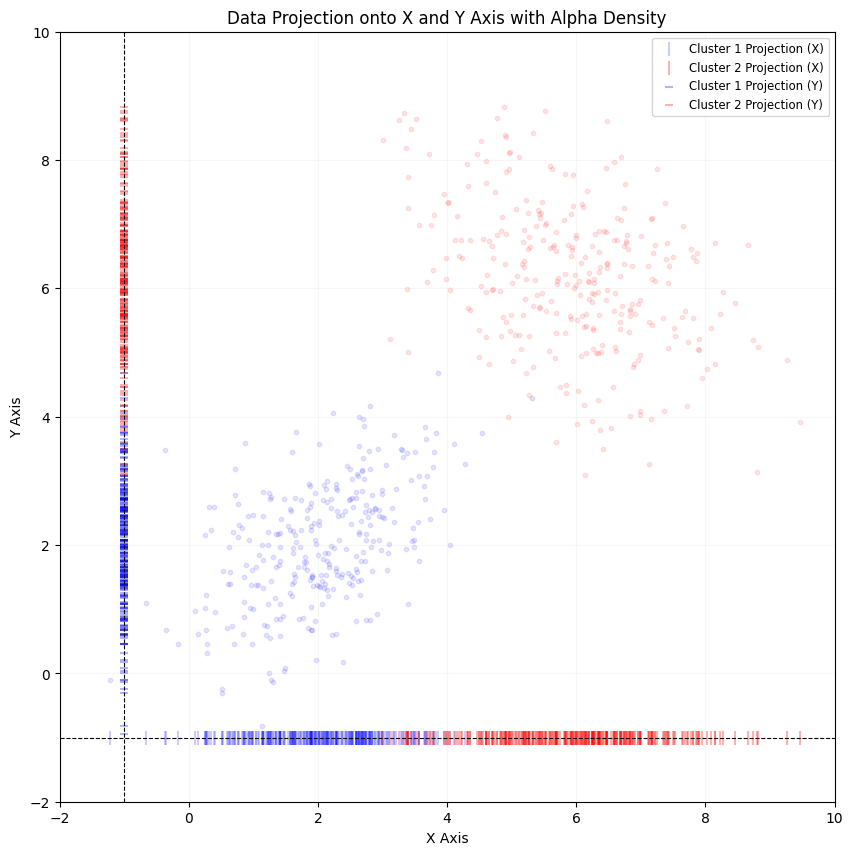 Data Projection onto X and Y Axis with Alpha Density
Cluster 1 Projection (X)
Cluster 2 Projection (X)
Cluster 1 Projection (Y)
Cluster 2 Projection (Y)
10
8
6
4
2
0
−2
Y Axis
−2 0 2 4 6 8 10
X Axis